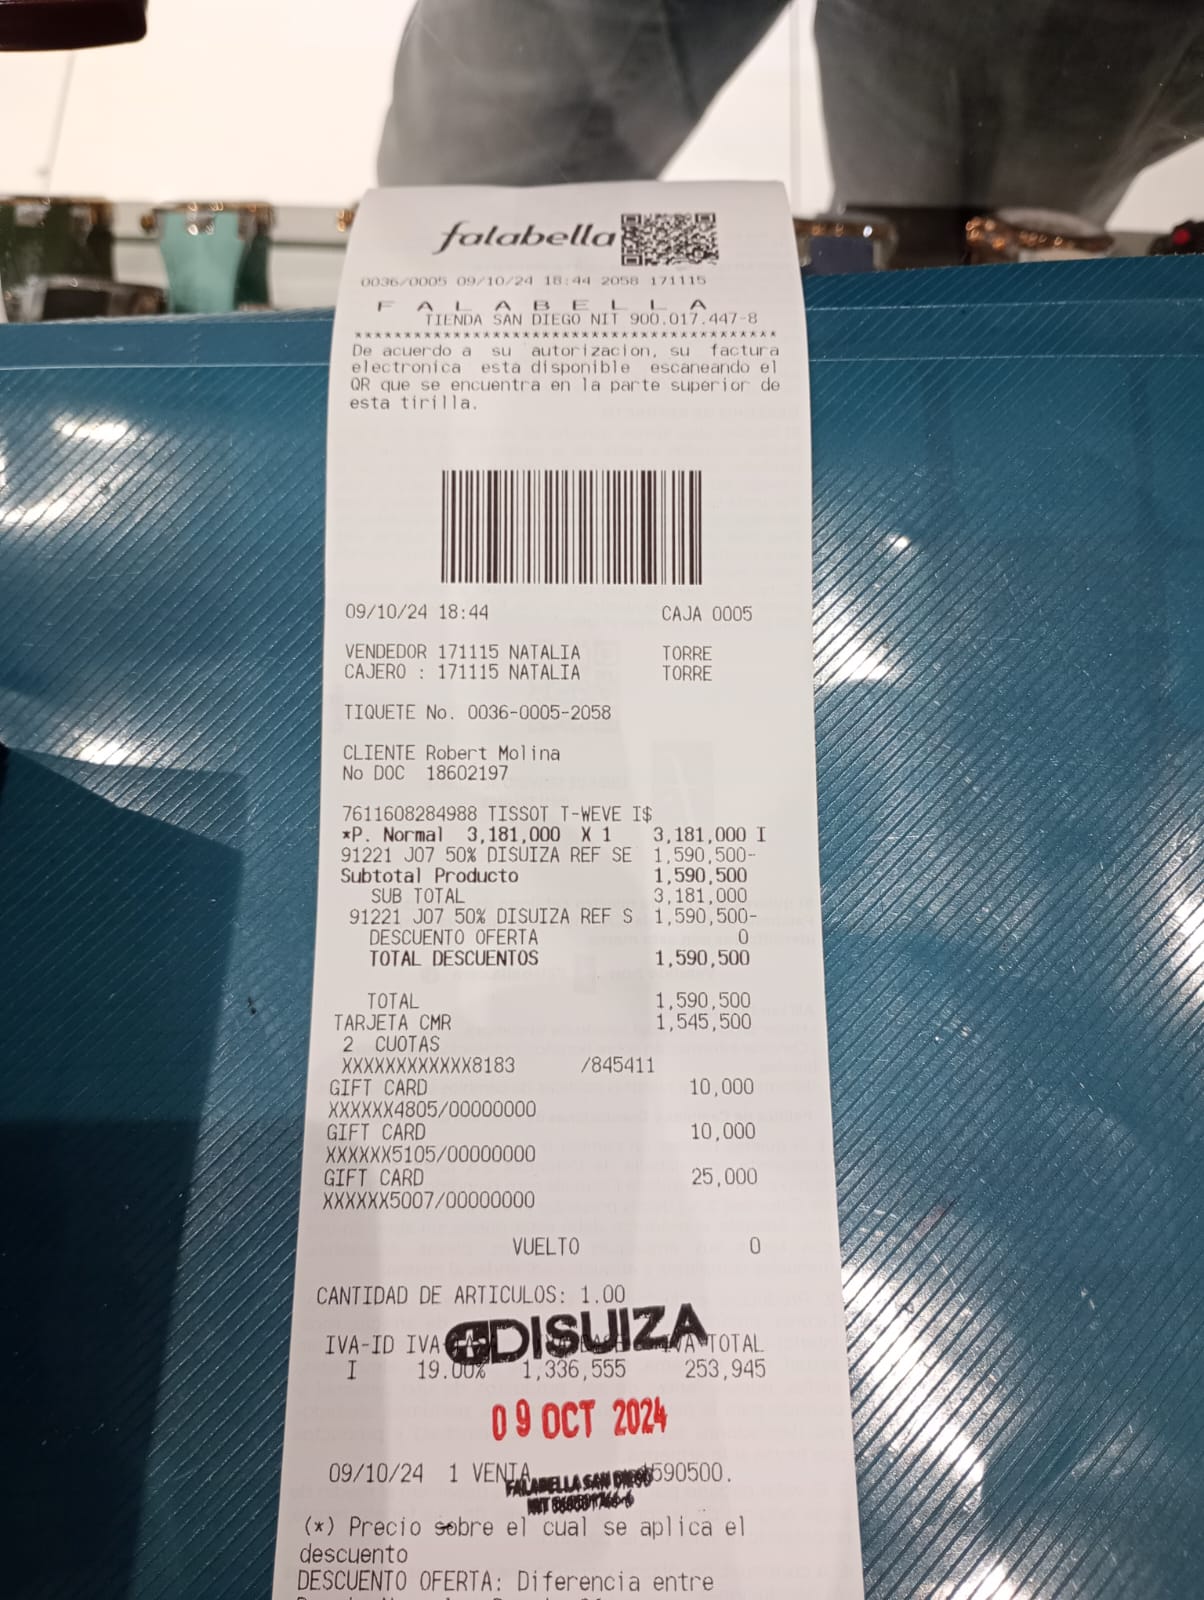 falabella
0036/0005 09/10/24 18:44 2058 171115
F A L A B E L L A
TIENDA SAN DIEGO NIT 900.017.447-8
****************************************************
De acuerdo a su autorizacion, su factura
electronica esta disponible escaneando el
QR que se encuentra en la parte superior de
esta tirilla.
09/10/24 18:44 CAJA 0005
VENDEDOR 171115 NATALIA TORRE
CAJERO : 171115 NATALIA TORRE
TIQUETE No. 0036-0005-2058
CLIENTE Robert Molina
No DOC 18602197
7611608284988 TISSOT T-WEVE I$
*P. Normal 3,181,000 X 1 3,181,000 I
91221 J07 50% DISUIZA REF SE 1,590,500-
Subtotal Producto 1,590,500
SUB TOTAL 3,181,000
91221 J07 50% DISUIZA REF S 1,590,500-
DESCUENTO OFERTA 0
TOTAL DESCUENTOS 1,590,500
TOTAL 1,590,500
TARJETA CMR 1,545,500
2 CUOTAS
XXXXXXXXXXXX8183 /845411
GIFT CARD 10,000
XXXXXX4805/00000000
GIFT CARD 10,000
XXXXXX5105/00000000
GIFT CARD 25,000
XXXXXX5007/00000000
VUELTO 0
CANTIDAD DE ARTICULOS: 1.00
DISUIZA
IVA-ID IVA IVA-TOTAL
I 19.00% 1,336,555 253,945
09 OCT 2024
09/10/24 1 VENTA 590500.
FALABELLA SAN DIEGO
NIT
(*) Precio sobre el cual se aplica el
descuento
DESCUENTO OFERTA: Diferencia entre